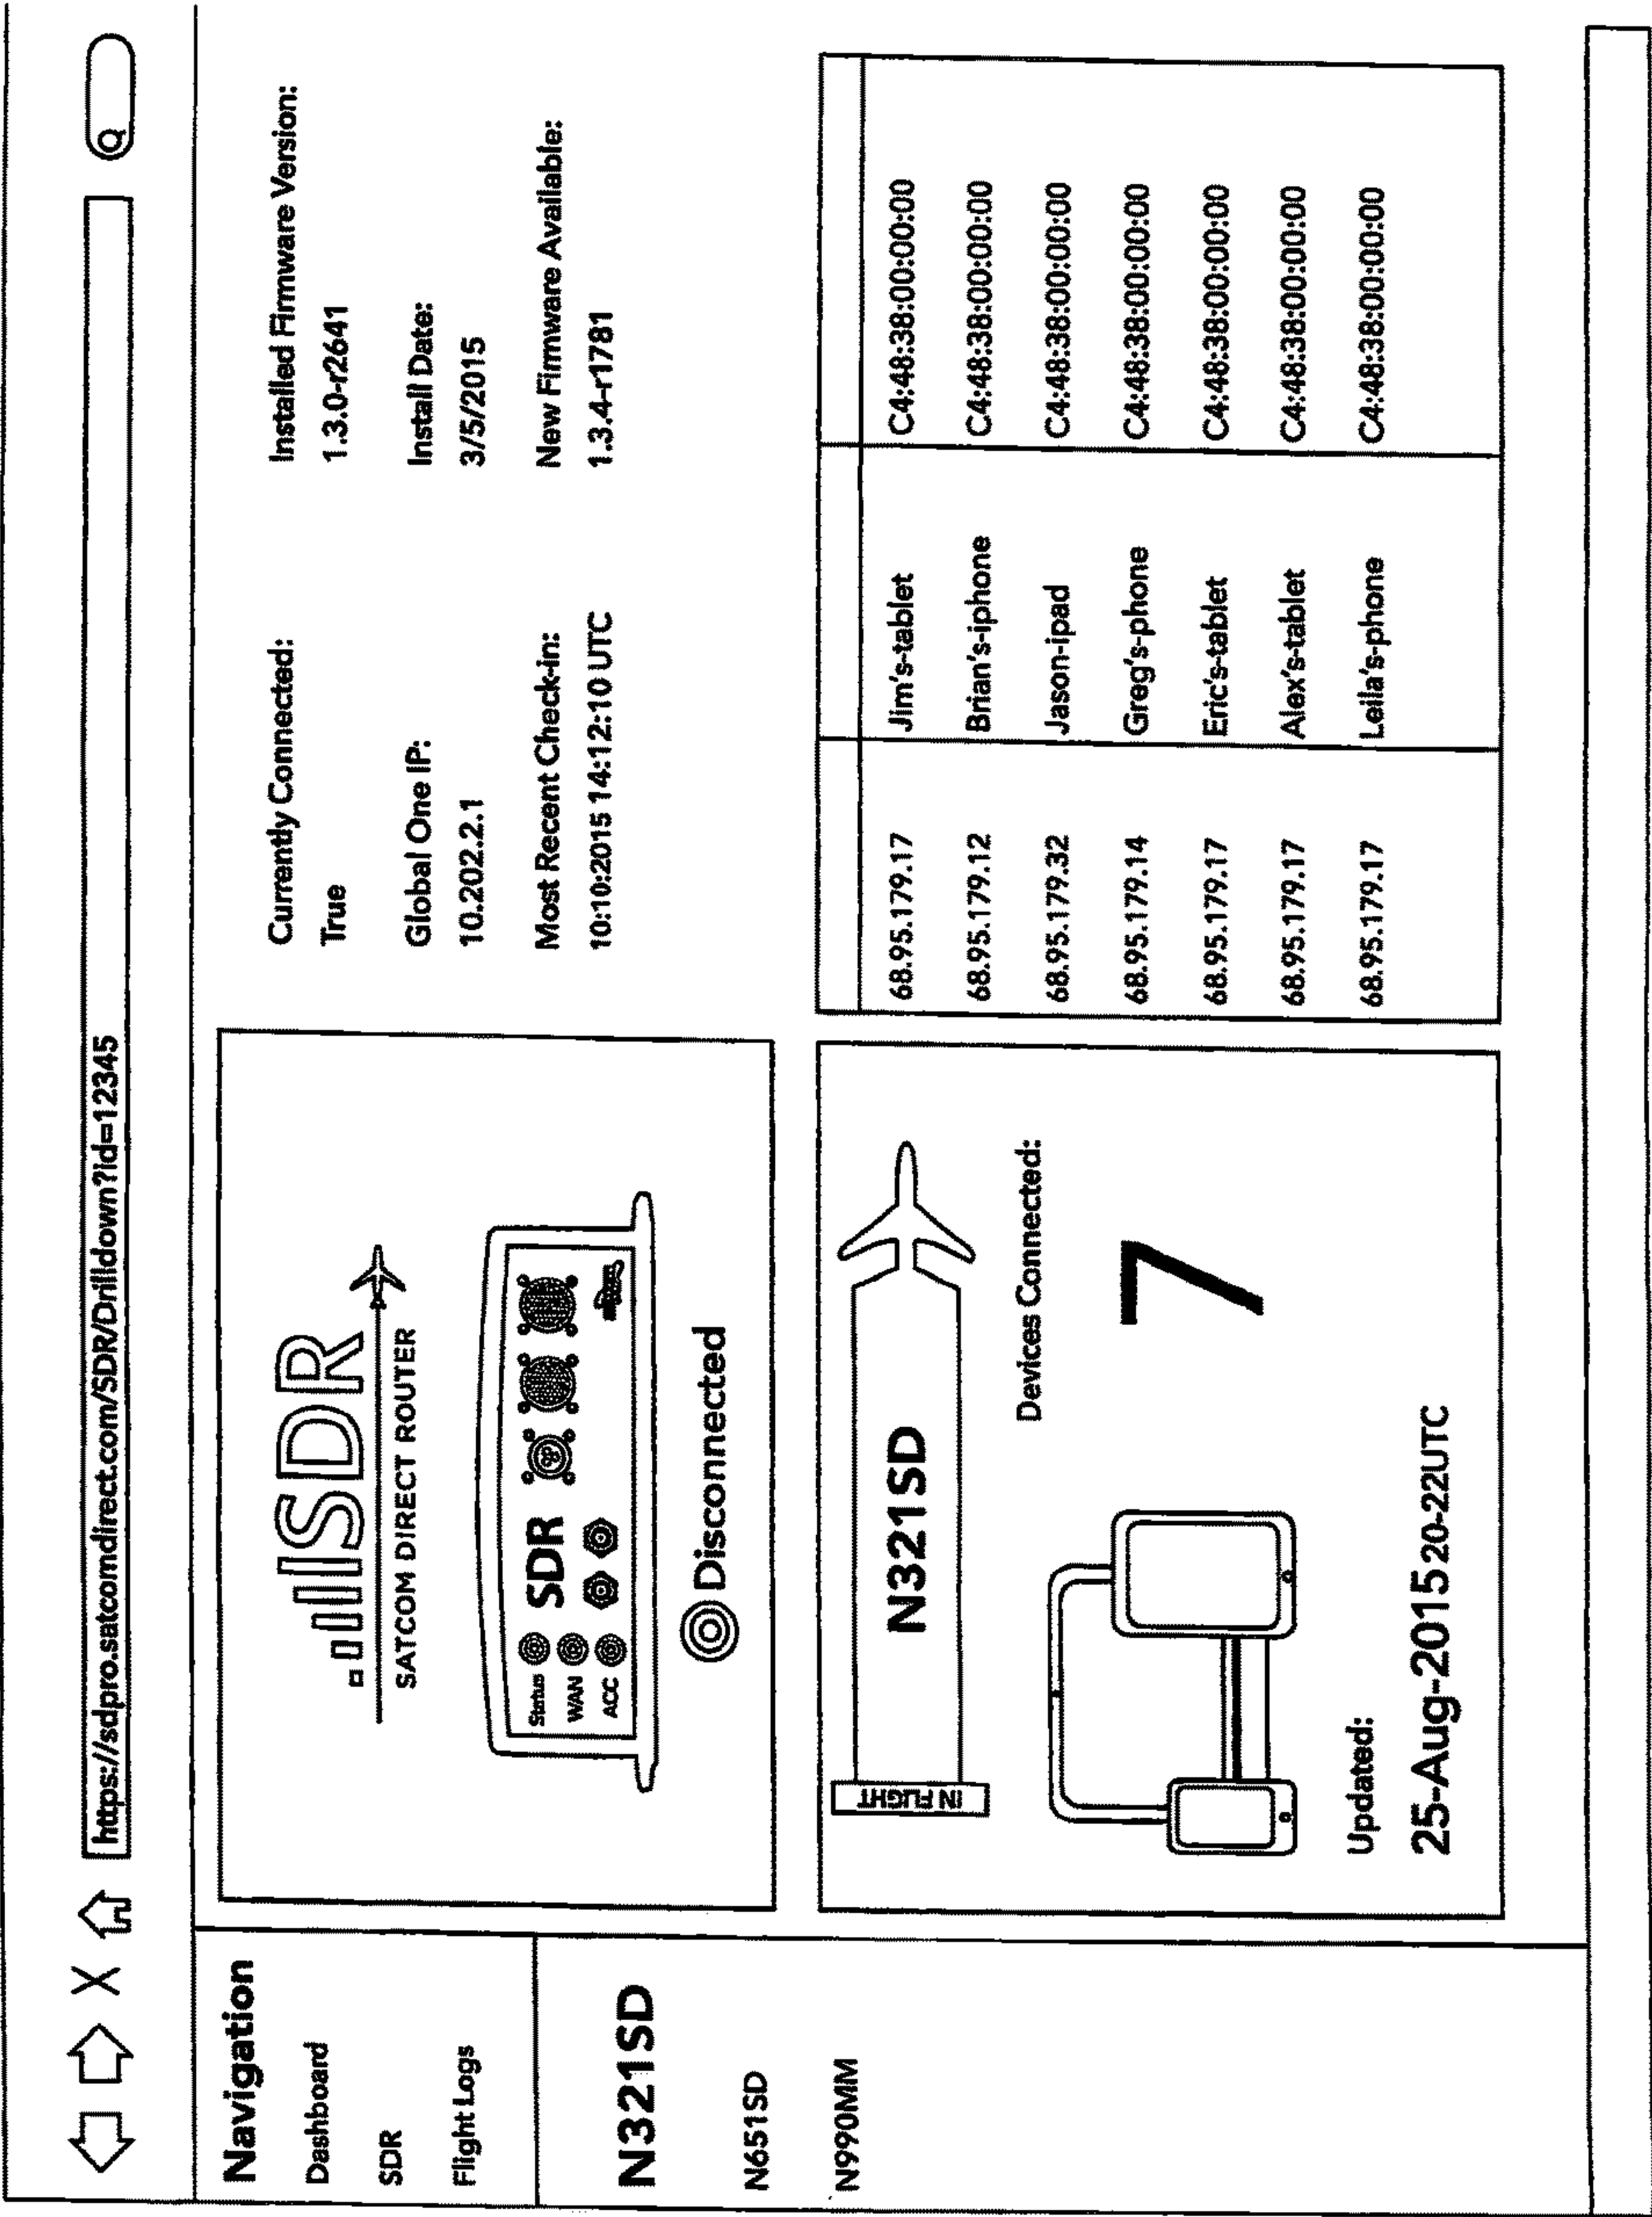 https://sdpro.satcomdirect.com/SDR/Drilldown?id=12345
Navigation
Dashboard
SDR
Flight Logs
N321SD
N651SD
N990MM
SDR
SATCOM DIRECT ROUTER
Status
WAN
ACC
SDR
Disconnected
Currently Connected:
True
Global One IP:
10.202.2.1
Most Recent Check-in:
10:10:2015 14:12:10 UTC
Installed Firmware Version:
1.3.0-r2641
Install Date:
3/5/2015
New Firmware Available:
1.3.4-r1781
IN FLIGHT
N321SD
Devices Connected:
7
Updated:
25-Aug-201520-22UTC
68.95.179.17 Jim's-tablet C4:48:38:00:00:00
68.95.179.12 Brian's-iphone C4:48:38:00:00:00
68.95.179.32 Jason-ipad C4:48:38:00:00:00
68.95.179.14 Greg's-phone C4:48:38:00:00:00
68.95.179.17 Eric's-tablet C4:48:38:00:00:00
68.95.179.17 Alex's-tablet C4:48:38:00:00:00
68.95.179.17 Leila's-phone C4:48:38:00:00:00